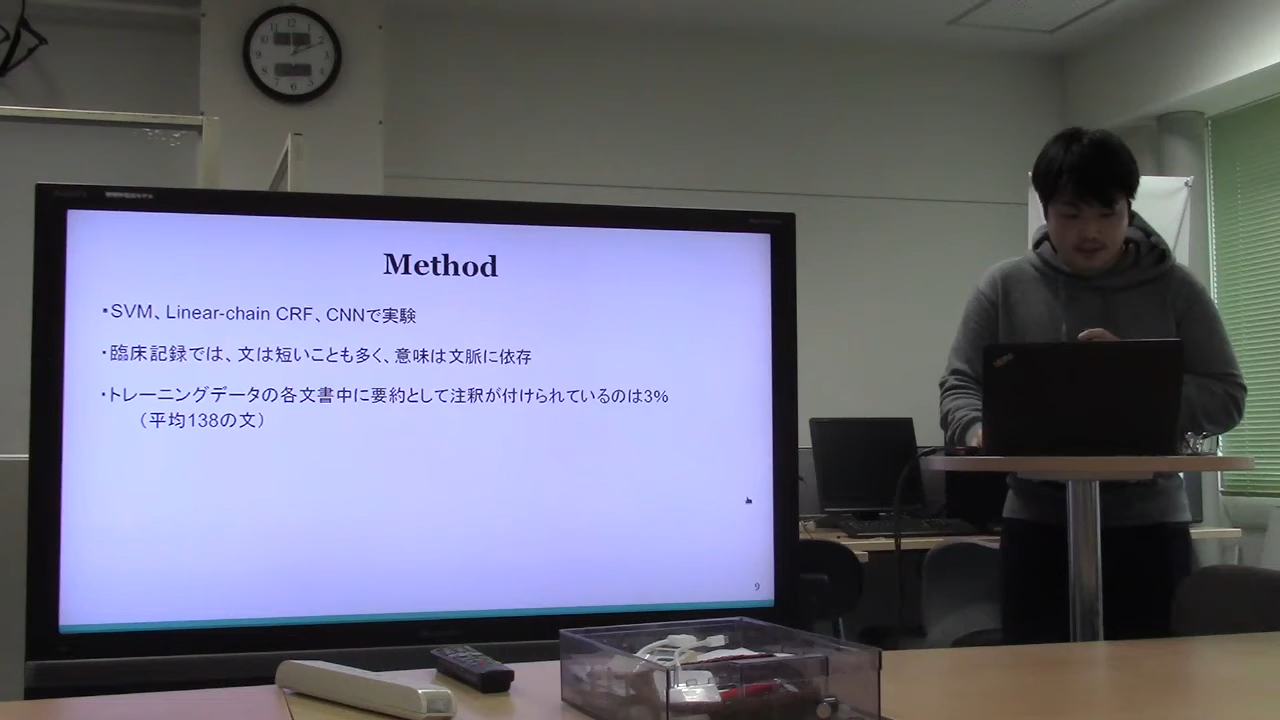 Method
・SVM、Linear-chain CRF、CNNで実験
・臨床記録では、文は短いことも多く、意味は文脈に依存
・トレーニングデータの各文書中に要約として注釈が付けられているのは3%
（平均138の文）
9